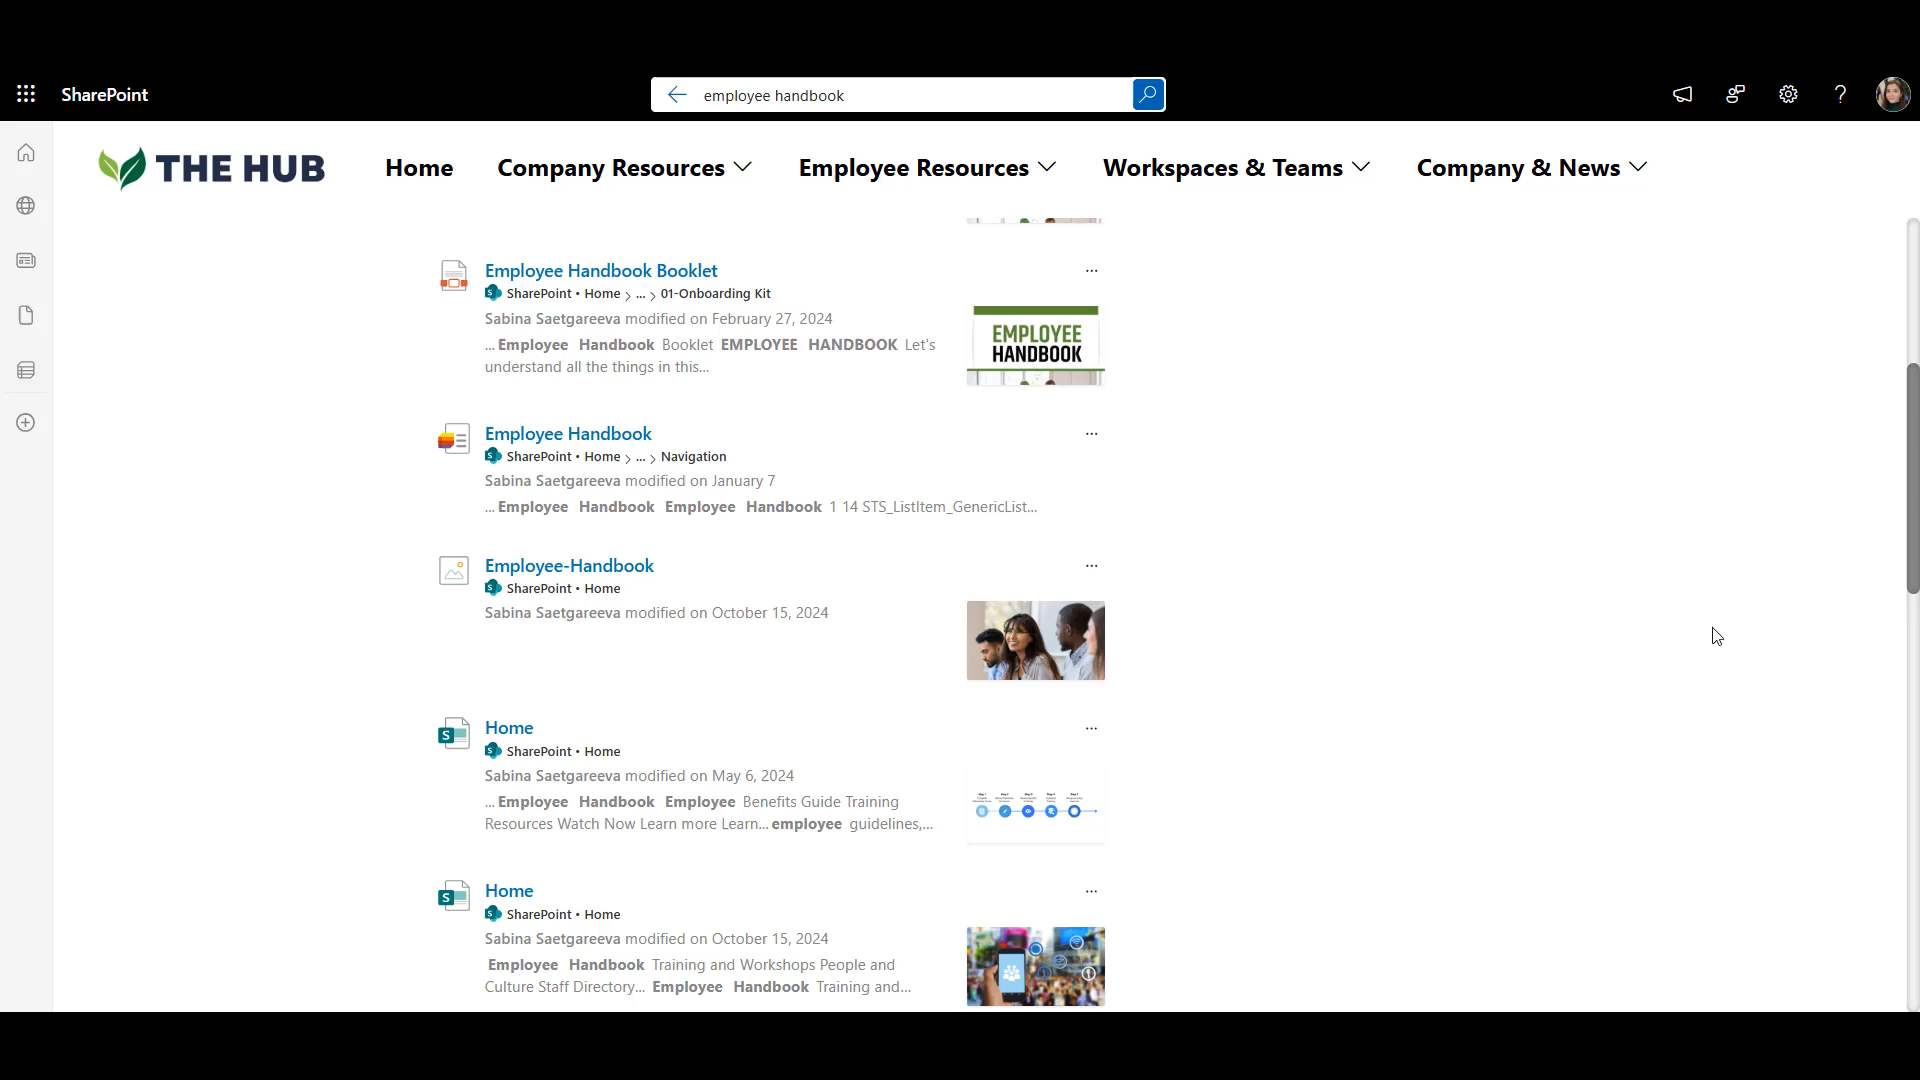 SharePoint
employee handbook
THE HUB
Home
Company Resources
Employee Resources
Workspaces & Teams
Company & News
Employee Handbook Booklet
SharePoint • Home > ... > 01-Onboarding Kit
Sabina Saetgareeva modified on February 27, 2024
... Employee Handbook Booklet EMPLOYEE HANDBOOK Let's
understand all the things in this...
EMPLOYEE
HANDBOOK
Employee Handbook
SharePoint • Home > ... > Navigation
Sabina Saetgareeva modified on January 7
... Employee Handbook Employee Handbook 1 14 STS_ListItem_GenericList...
Employee-Handbook
SharePoint • Home
Sabina Saetgareeva modified on October 15, 2024
Home
SharePoint • Home
Sabina Saetgareeva modified on May 6, 2024
... Employee Handbook Employee Benefits Guide Training
Resources Watch Now Learn more Learn... employee guidelines,...
Home
SharePoint • Home
Sabina Saetgareeva modified on October 15, 2024
Employee Handbook Training and Workshops People and
Culture Staff Directory... Employee Handbook Training and...